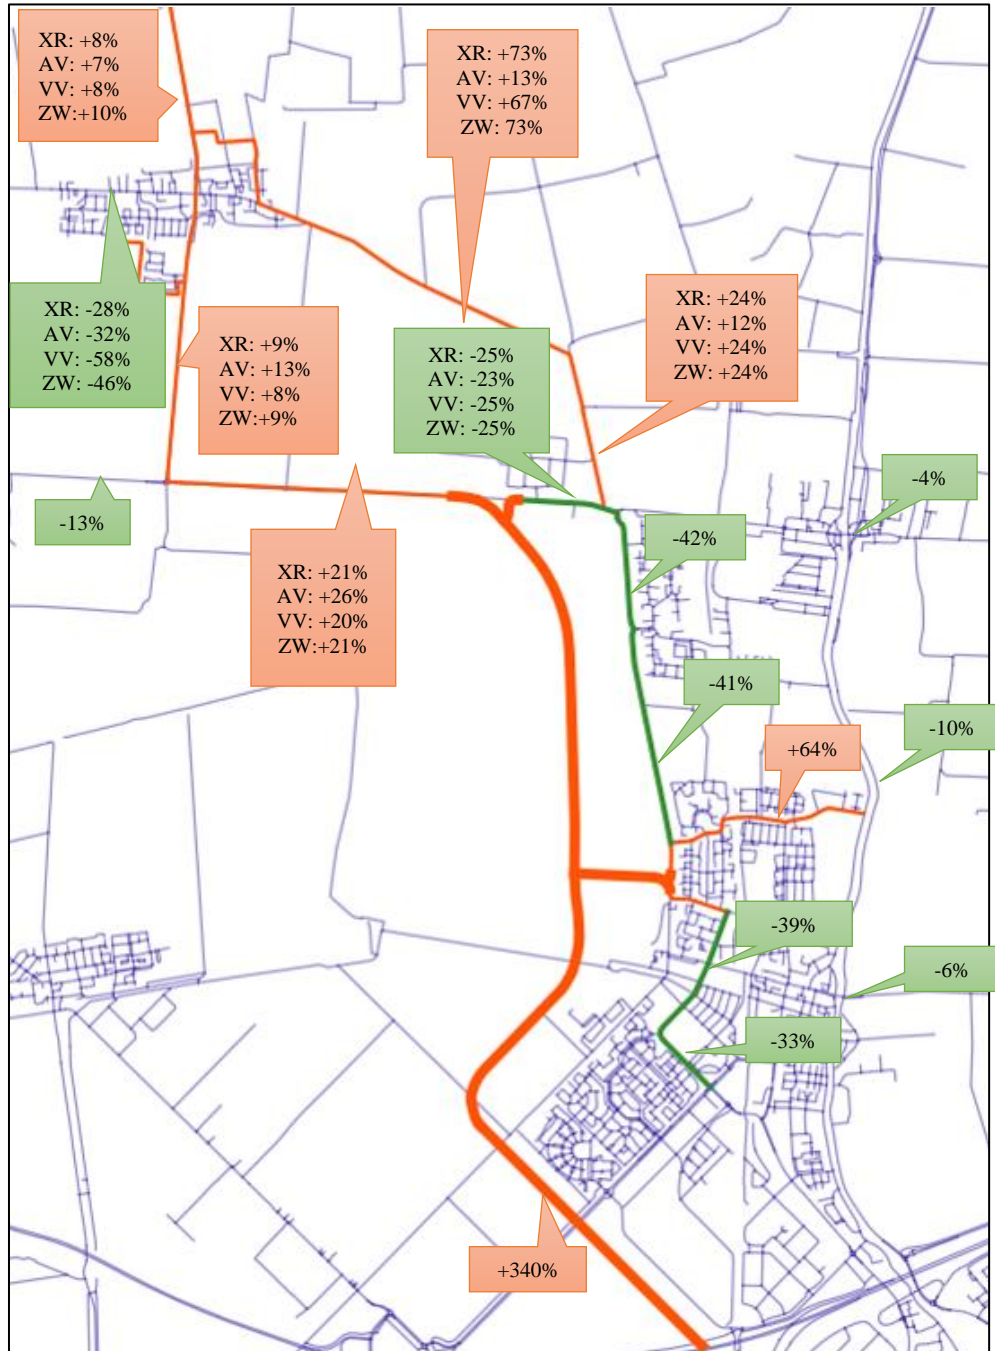 XR: +8%
AV: +7%
VV: +8%
ZW:+10%
XR: +73%
AV: +13%
VV: +67%
ZW: 73%
XR: -28%
AV: -32%
VV: -58%
ZW: -46%
XR: +9%
AV: +13%
VV: +8%
ZW:+9%
XR: -25%
AV: -23%
VV: -25%
ZW: -25%
XR: +24%
AV: +12%
VV: +24%
ZW: +24%
-4%
-13%
-42%
XR: +21%
AV: +26%
VV: +20%
ZW:+21%
-41%
-10%
+64%
-39%
-6%
-33%
+340%